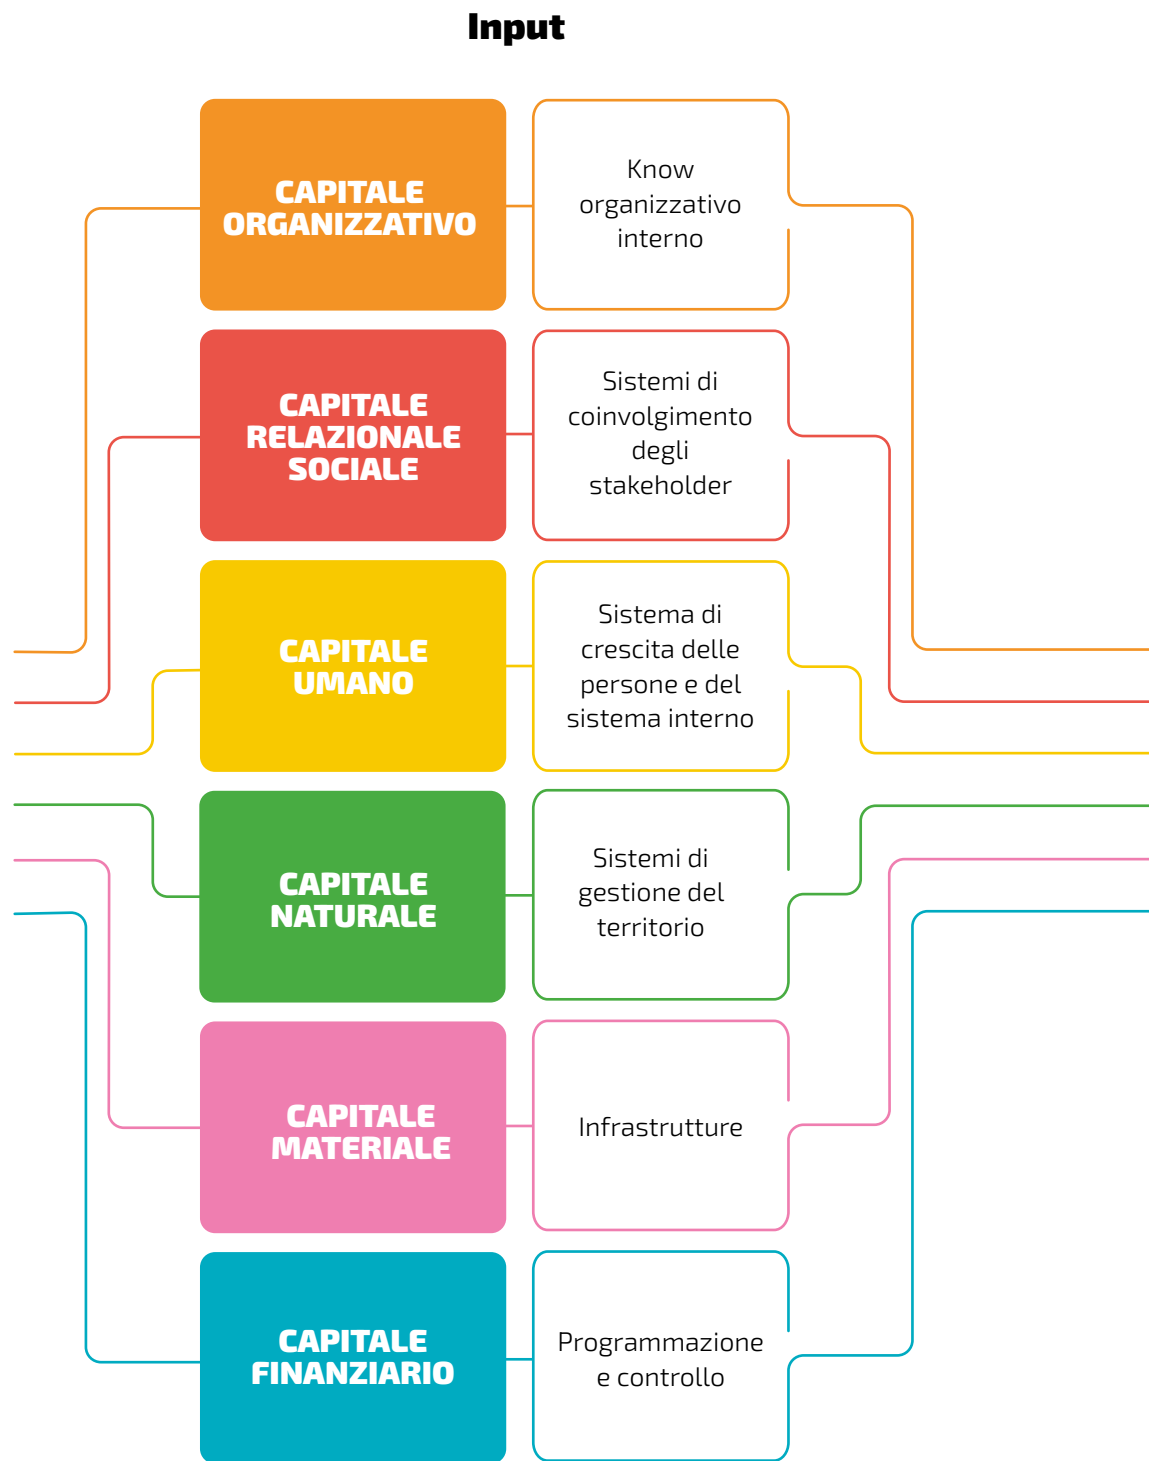 Input
CAPITALE
ORGANIZZATIVO
Know
organizzativo
interno
CAPITALE
RELAZIONALE
SOCIALE
Sistemi di
coinvolgimento
degli
stakeholder
CAPITALE
UMANO
Sistema di
crescita delle
persone e del
sistema interno
CAPITALE
NATURALE
Sistemi di
gestione del
territorio
CAPITALE
MATERIALE
Infrastrutture
CAPITALE
FINANZIARIO
Programmazione
e controllo